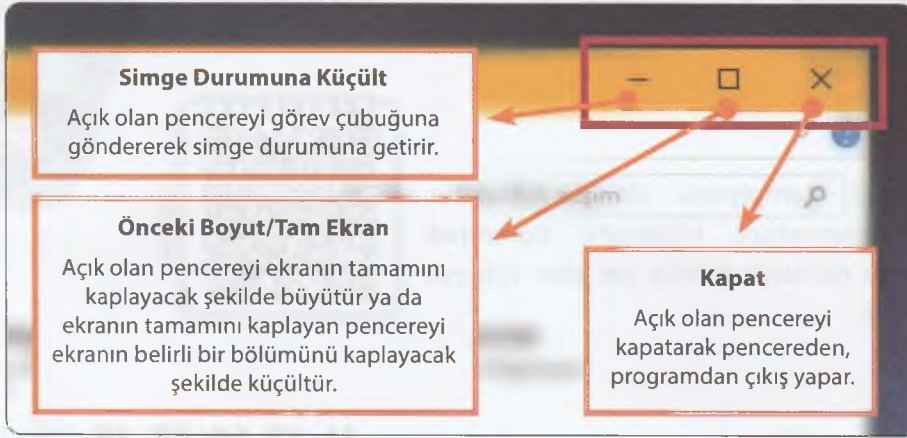 Simge Durumuna Küçült
Açık olan pencereyi görev çubuğuna
göndererek simge durumuna getirir.
Önceki Boyut/Tam Ekran
Açık olan pencereyi ekranın tamamını
kaplayacak şekilde büyütür ya da
ekranın tamamını kaplayan pencereyi
ekranın belirli bir bölümünü kaplayacak
şekilde küçültür.
Kapat
Açık olan pencereyi
kapatarak pencereden,
programdan çıkış yapar.